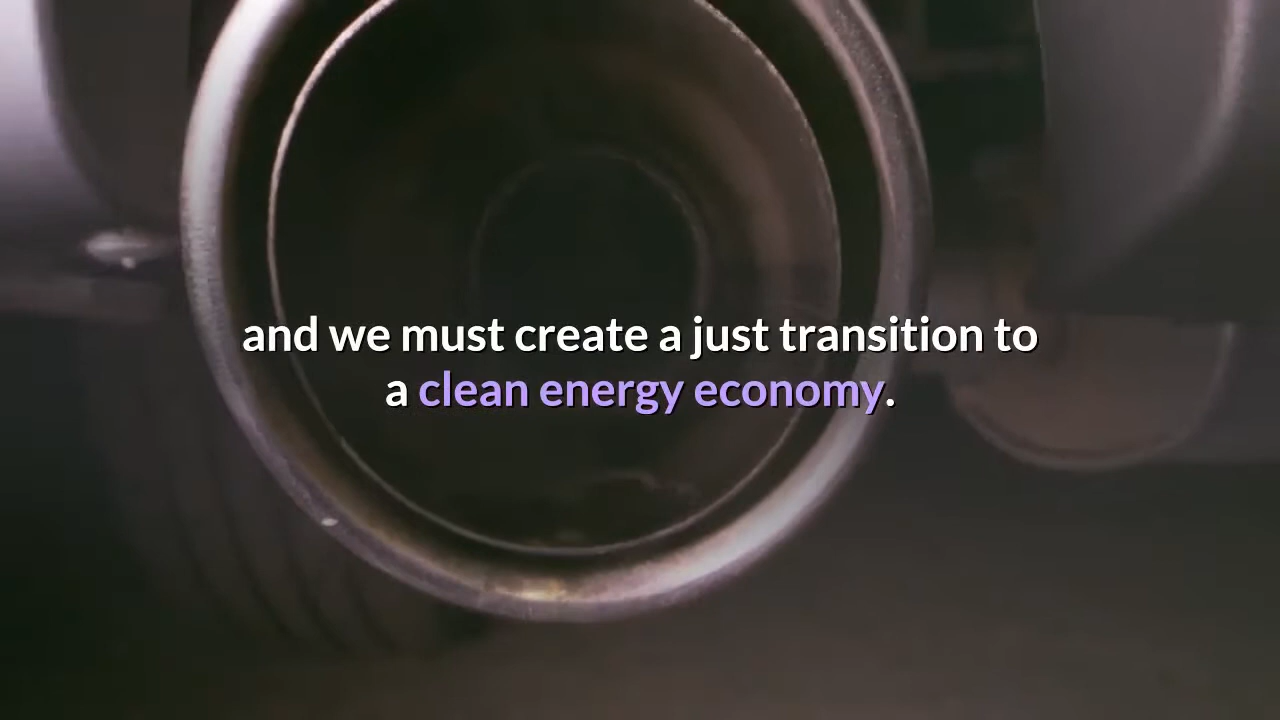 and we must create a just transition to
a clean energy economy.